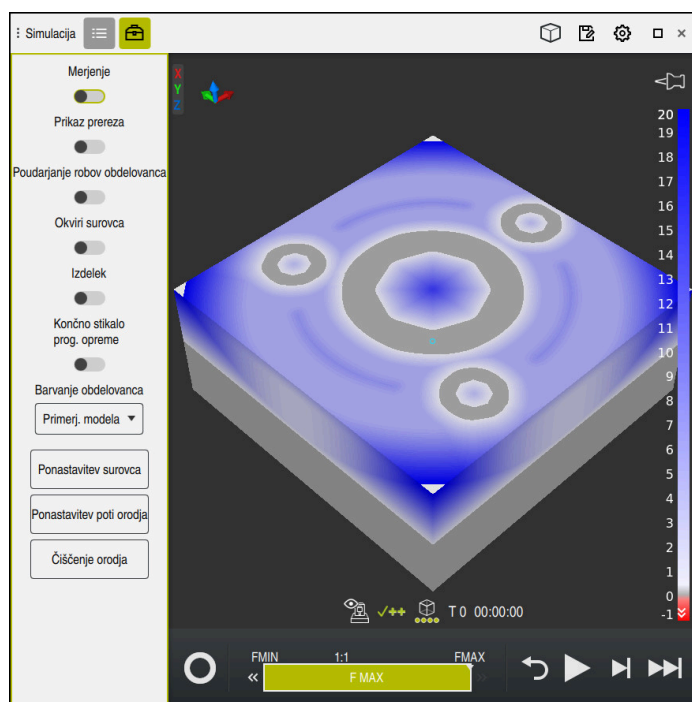 Simulacija
Merjenje
Prikaz prereza
Poudarjanje robov obdelovanca
Okviri surovca
Izdelek
Končno stikalo
prog. opreme
Barvanje obdelovanca
Primerj. modela
Ponastavitev surovca
Ponastavitev poti orodja
Čiščenje orodja
X
Y
Z
20
19
18
17
16
15
14
13
12
11
10
9
8
7
6
5
4
3
2
1
0
-1
T 0 00:00:00
FMIN 1:1 FMAX
F MAX